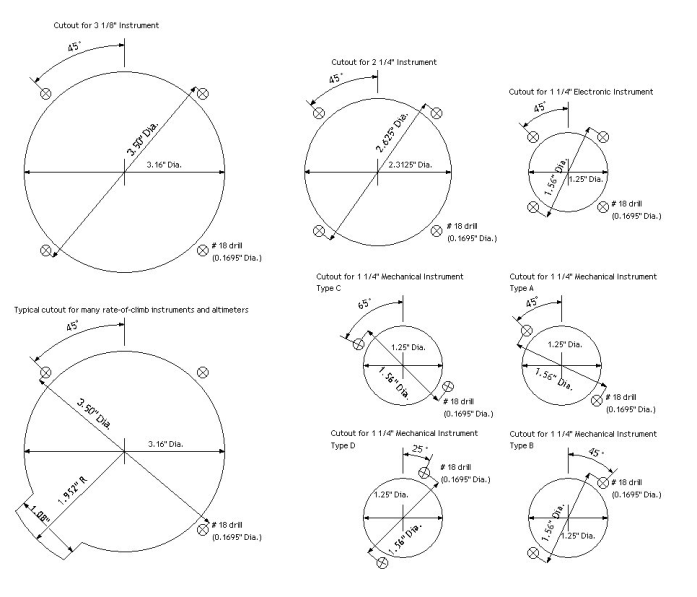 Cutout for 3 1/8" Instrument
45°
3.50" Dia.
3.16" Dia.
# 18 drill
(0.1695" Dia.)
Cutout for 2 1/4" Instrument
45°
2.625" Dia.
2.3125" Dia.
# 18 drill
(0.1695" Dia.)
Cutout for 1 1/4" Electronic Instrument
45°
1.56" Dia.
1.25" Dia.
# 18 drill
(0.1695" Dia.)
Typical cutout for many rate-of-climb instruments and altimeters
45°
3.50" Dia.
3.16" Dia.
1.952" R
1.08"
# 18 drill
(0.1695" Dia.)
Cutout for 1 1/4" Mechanical Instrument
Type C
65°
1.25" Dia.
1.56" Dia.
# 18 drill
(0.1695" Dia.)
Cutout for 1 1/4" Mechanical Instrument
Type A
45°
1.25" Dia.
1.56" Dia.
# 18 drill
(0.1695" Dia.)
Cutout for 1 1/4" Mechanical Instrument
Type D
25°
# 18 drill
(0.1695" Dia.)
1.25" Dia.
1.56" Dia.
Cutout for 1 1/4" Mechanical Instrument
Type B
45°
# 18 drill
(0.1695" Dia.)
1.56" Dia.
1.25" Dia.